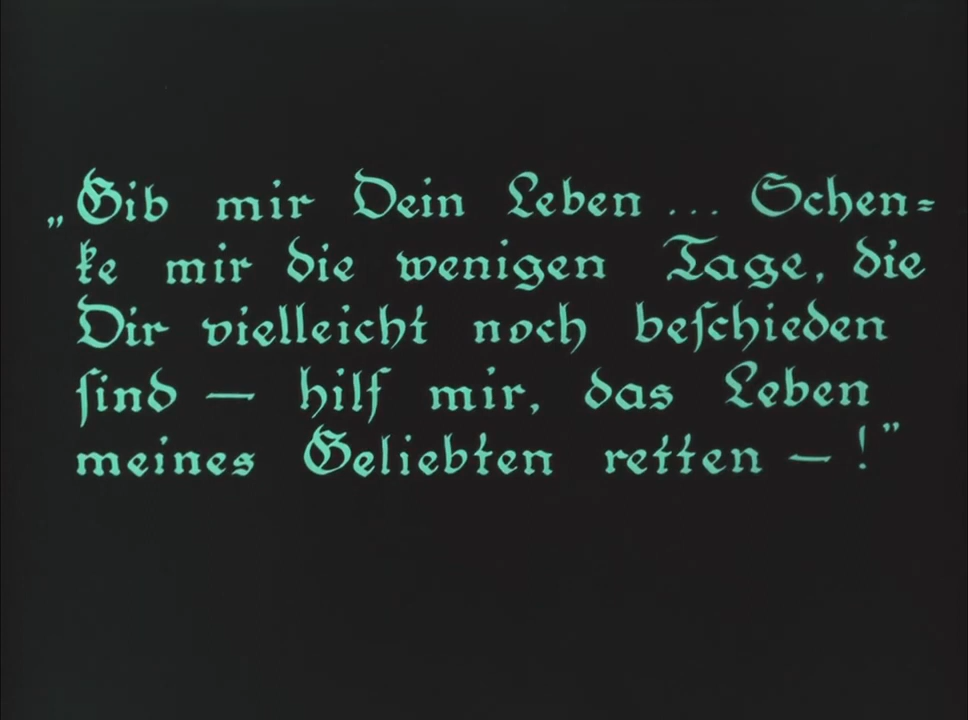 „Gib mir Dein Leben ... Schen=
ke mir die wenigen Tage, die
Dir vielleicht noch beſchieden
ſind — hilf mir, das Leben
meines Geliebten retten — !”